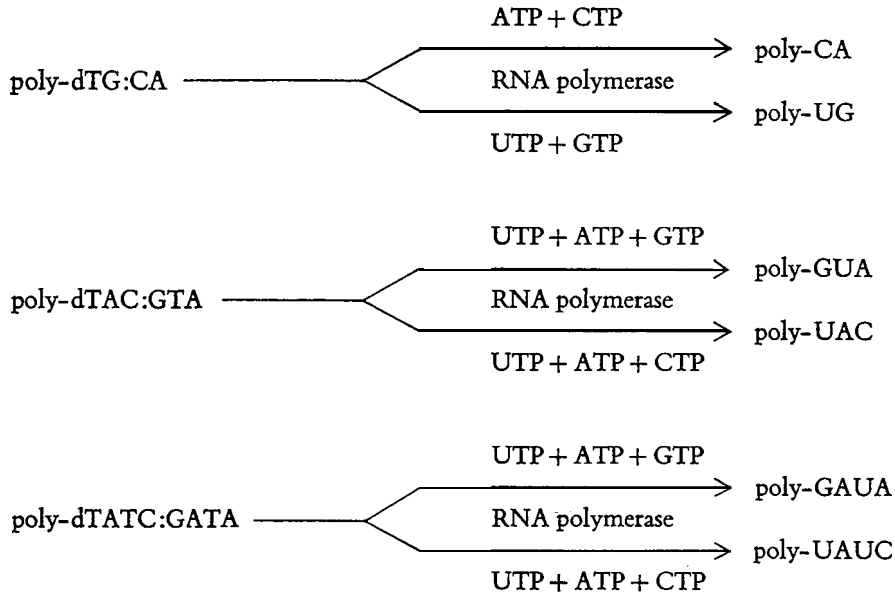 ATP + CTP
poly-dTG:CA
poly-CA
RNA polymerase
poly-UG
UTP + GTP
UTP + ATP + GTP
poly-dTAC:GTA
poly-GUA
RNA polymerase
poly-UAC
UTP + ATP + CTP
UTP + ATP + GTP
poly-dTATC:GATA
poly-GAUA
RNA polymerase
poly-UAUC
UTP + ATP + CTP